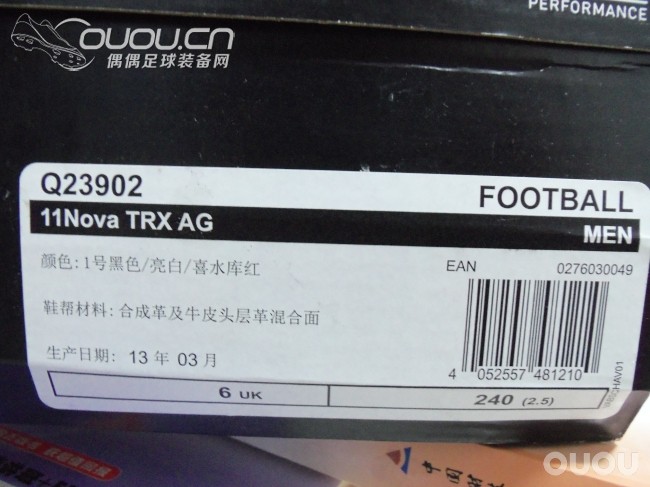 OUOU.CN
偶偶足球装备网
PERFORMANCE
Q23902
FOOTBALL
11Nova TRX AG
MEN
颜色:1号黑色/亮白/喜水库红
EAN
0276030049
鞋帮材料:合成革及牛皮头层革混合面
生产日期: 13 年 03 月
4 052557 481210
6 UK
240 (2.5)
中国
OUOU